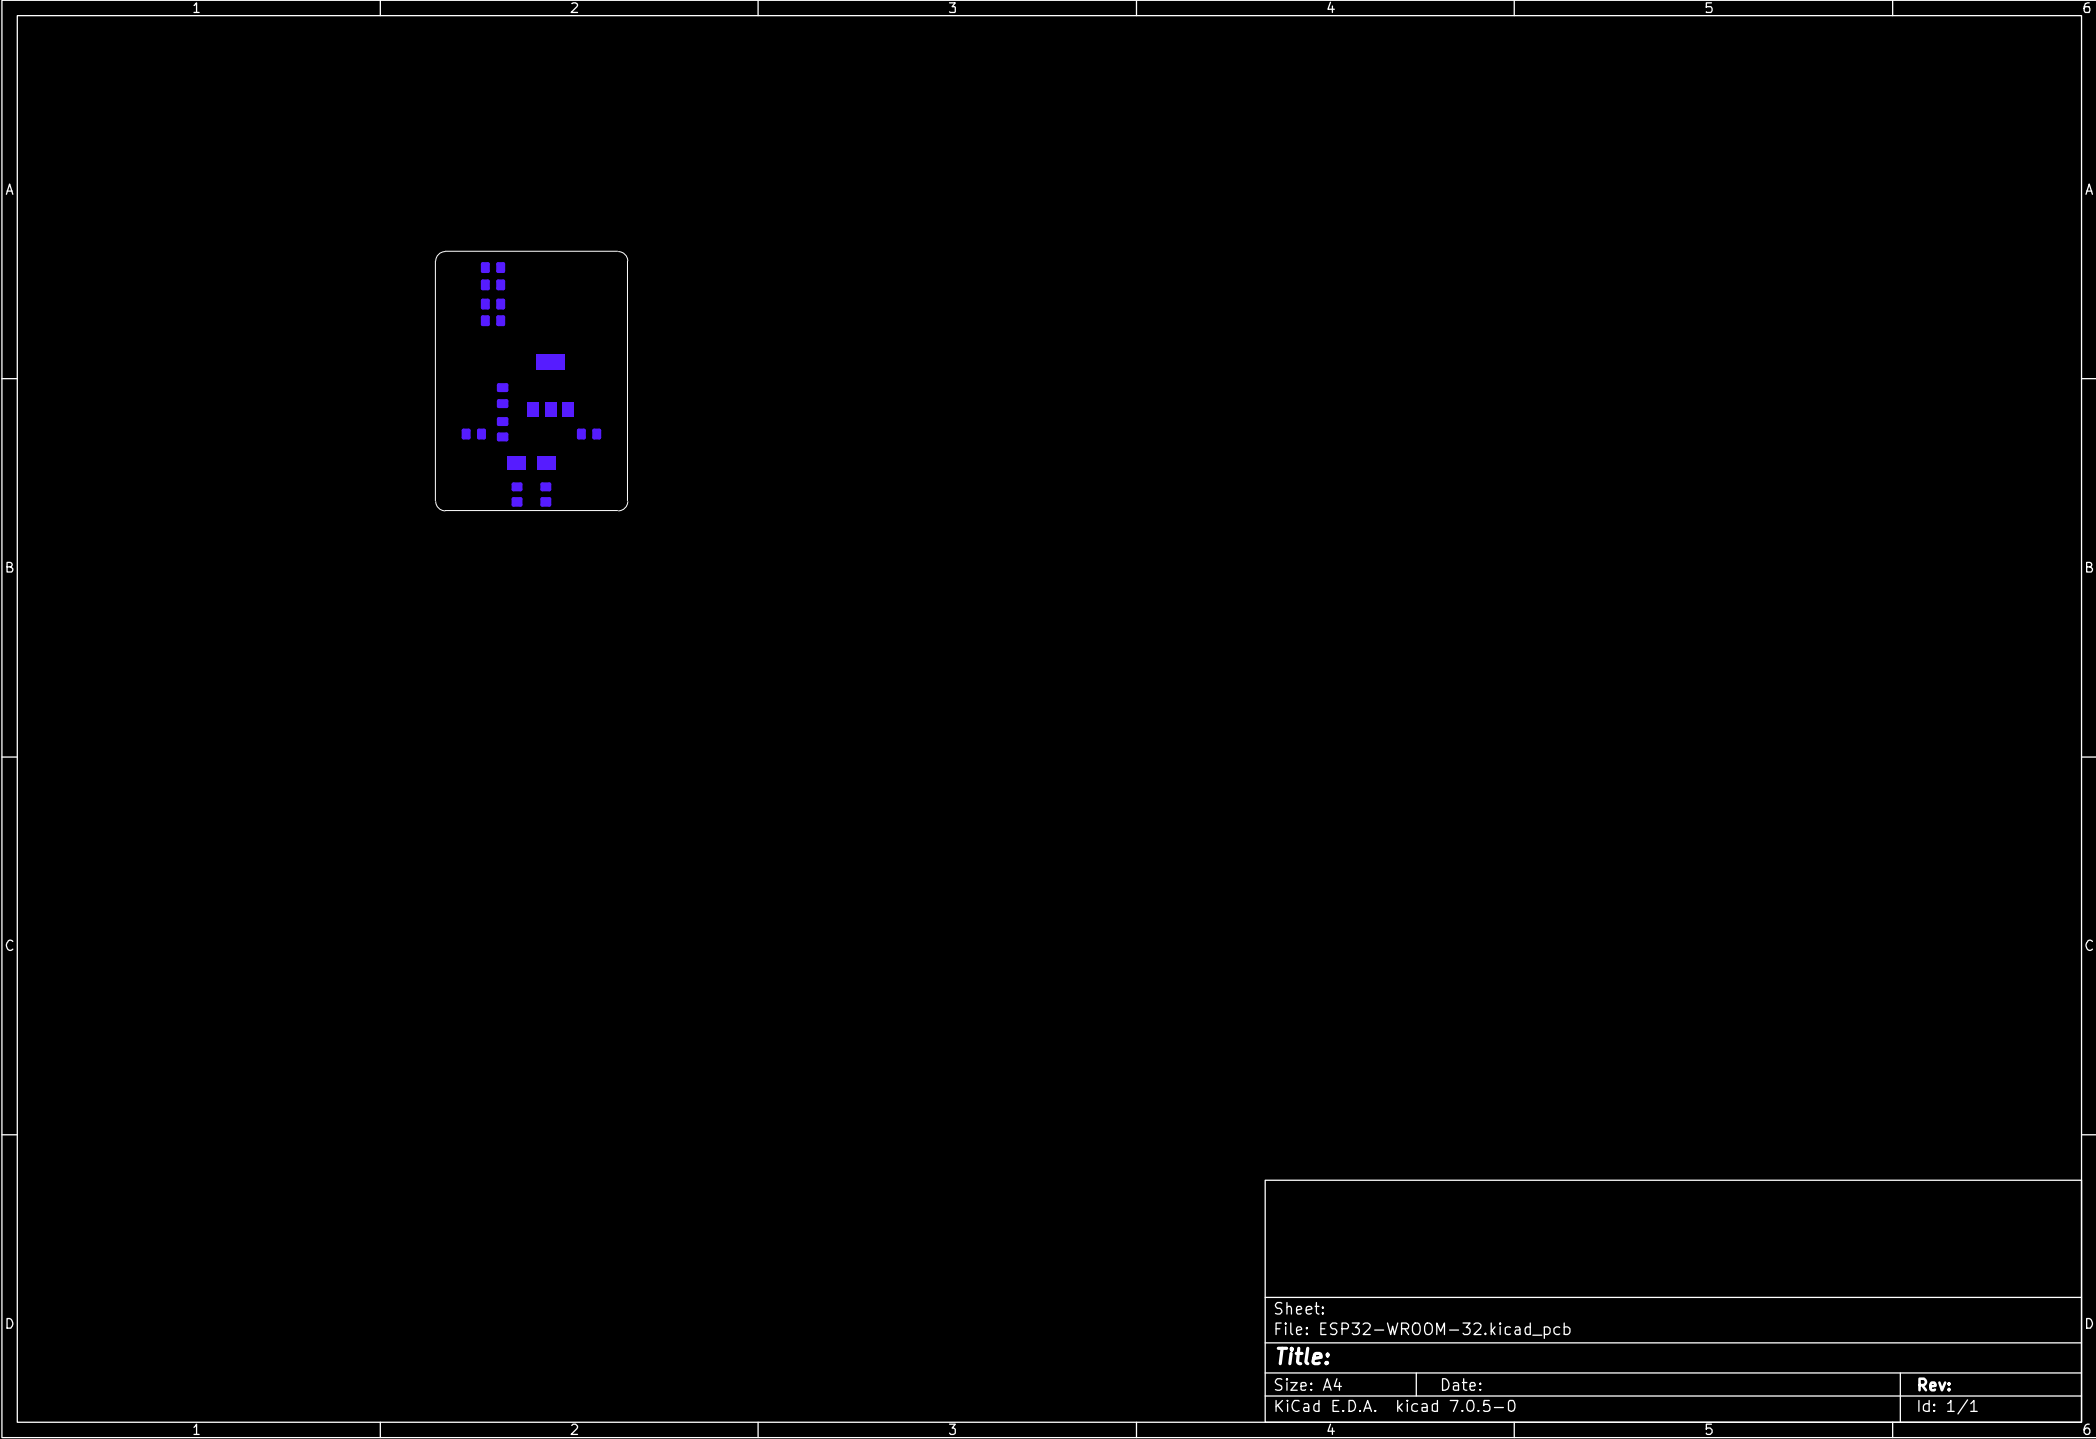 1 2 3 4 5 6
A A
B B
C C
D D
Sheet:
File: ESP32-WROOM-32.kicad_pcb
Title:
Size: A4 Date: Rev:
KiCad E.D.A. kicad 7.0.5-0 Id: 1/1
1 2 3 4 5 6